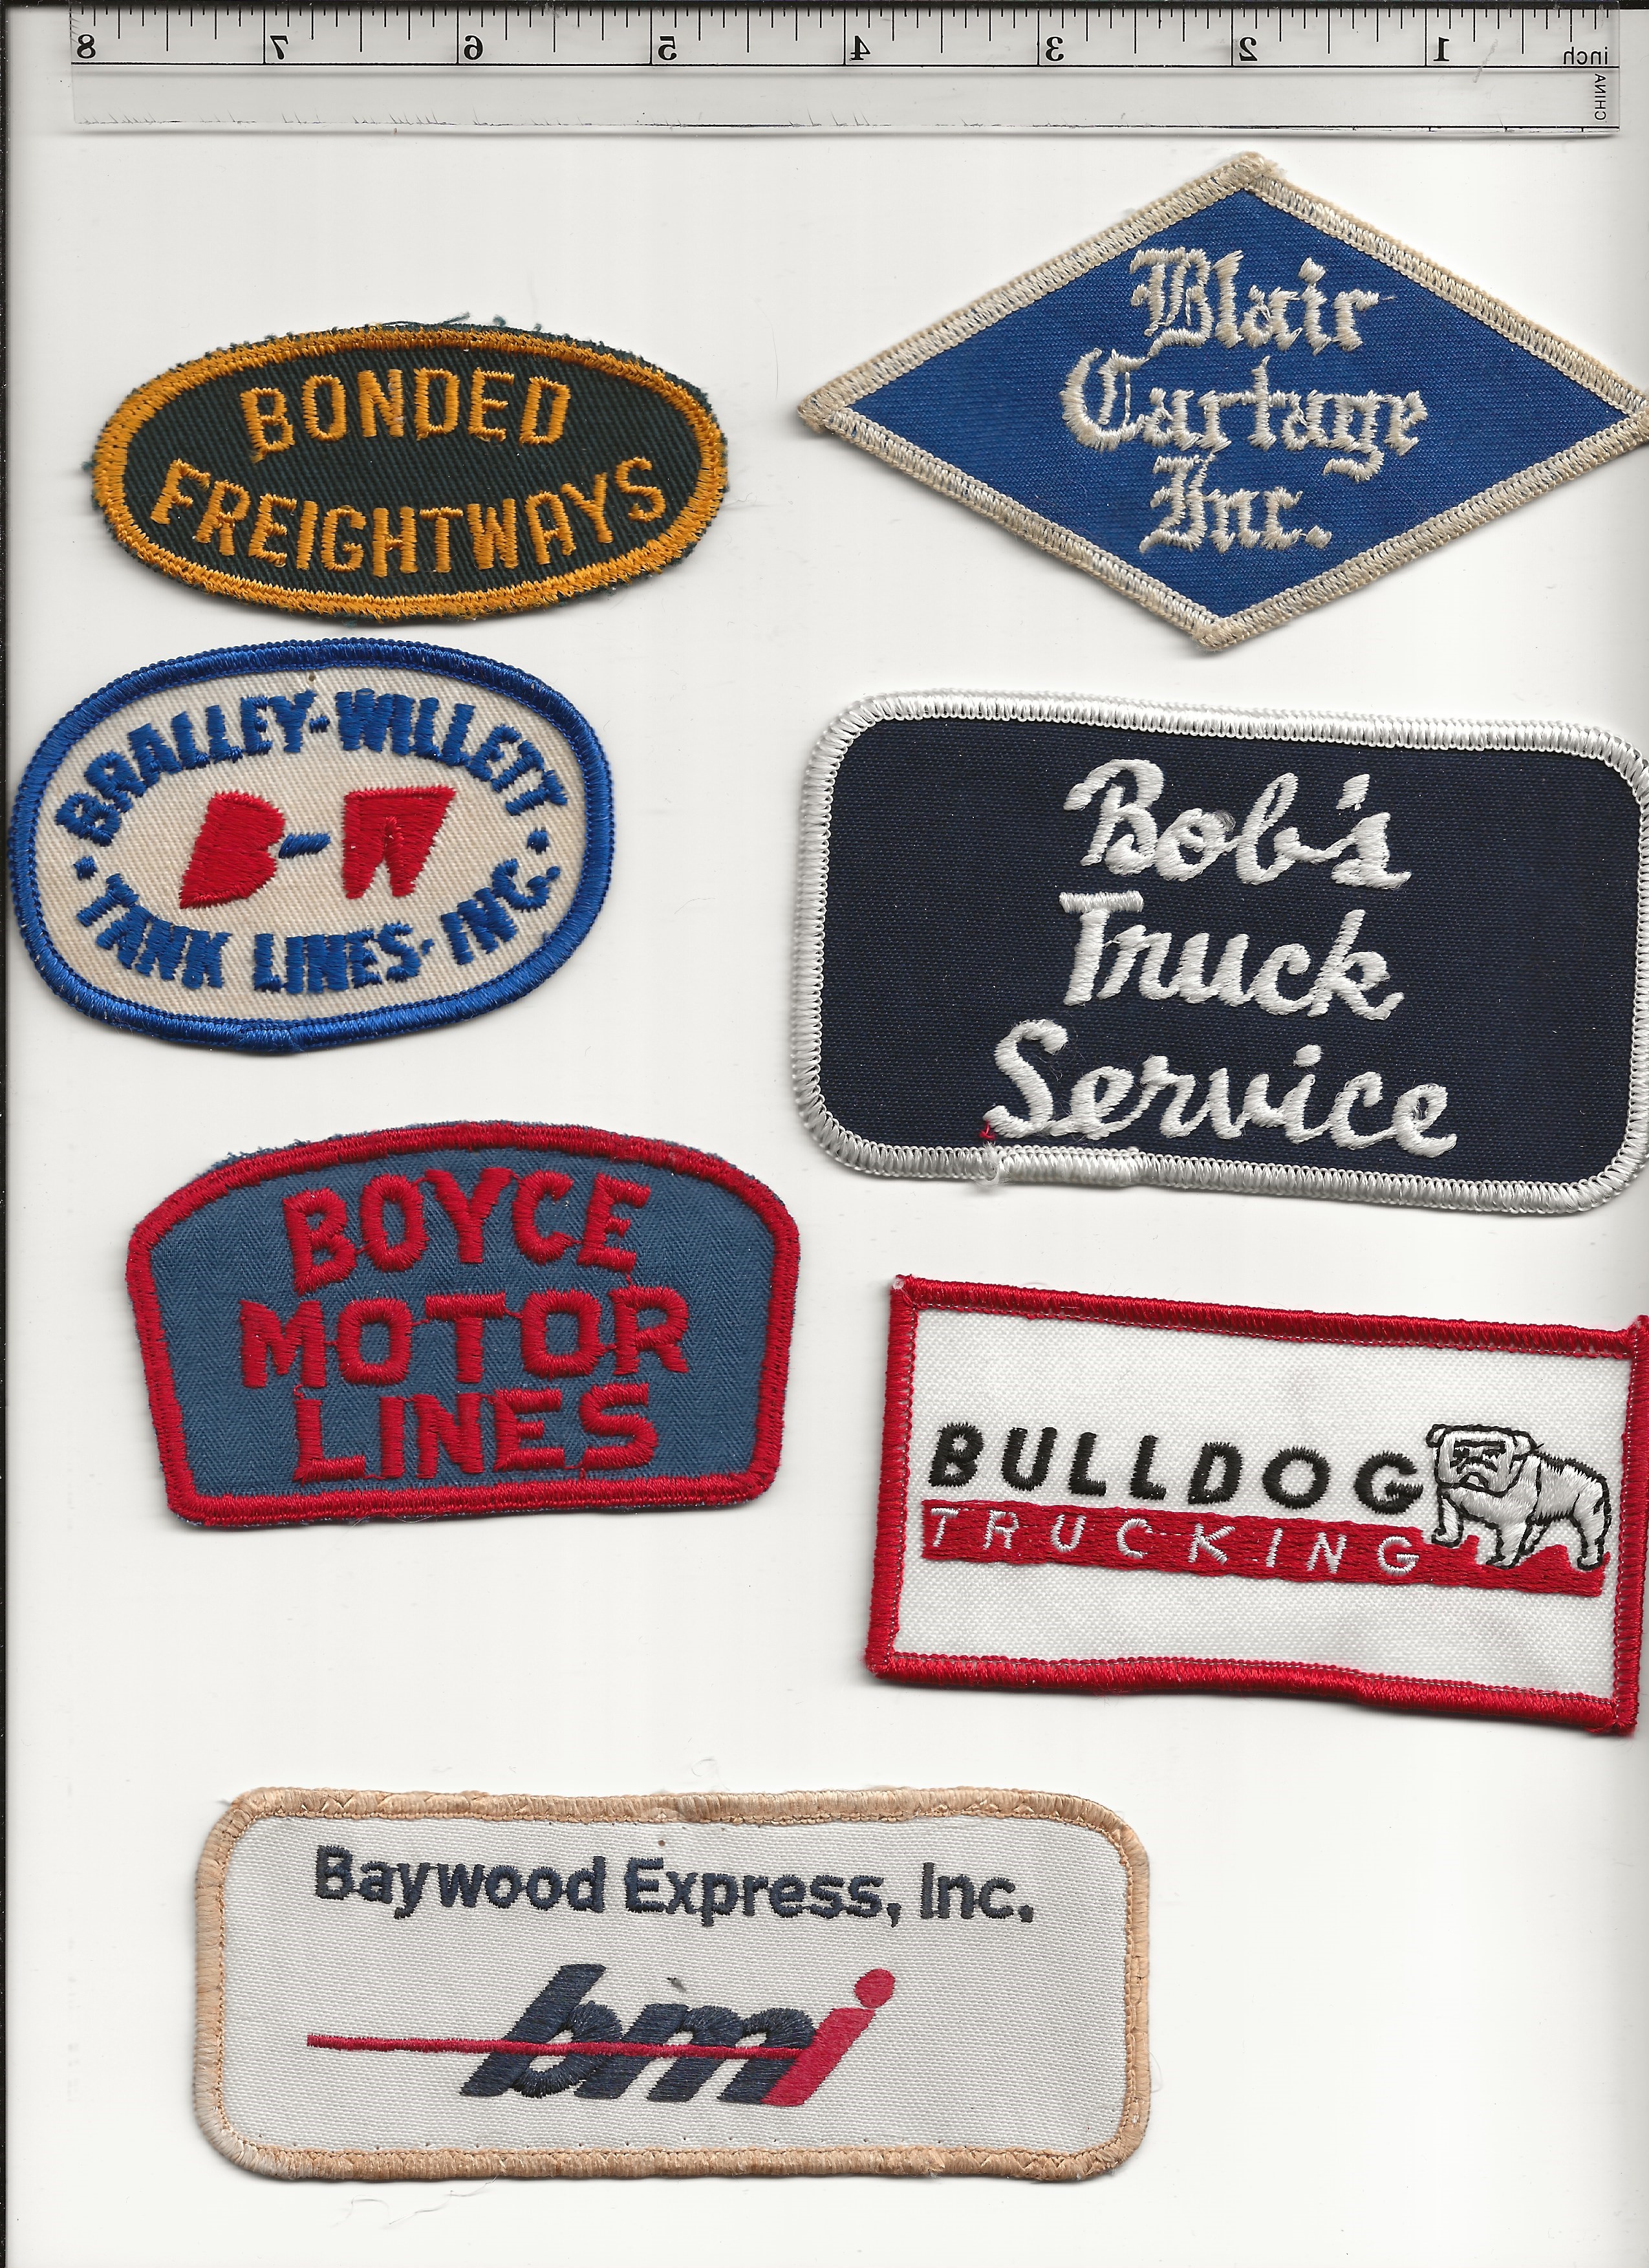 8 7 6 5 4 3 2 1 inch
CHINA
Blair
Cartage
Inc.
BONDED
FREIGHTWAYS
BRALLEY-WILLETT
B-W
• TANK LINES, INC. •
Bob's
Truck
Service
BOYCE
MOTOR
LINES
BULLDOG
TRUCKING
Baywood Express, Inc.
bmi